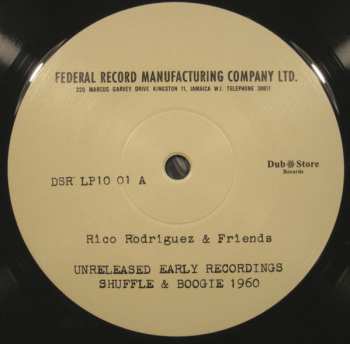 FEDERAL RECORD MANUFACTURING COMPANY LTD.
220 MARCUS GARVEY DRIVE KINGSTON 11, JAMAICA W.I. TELEPHONE 39011
DSR LP10 01 A
Dub Store
Records
Rico Rodriguez & Friends
UNRELEASED EARLY RECORDINGS
SHUFFLE & BOOGIE 1960